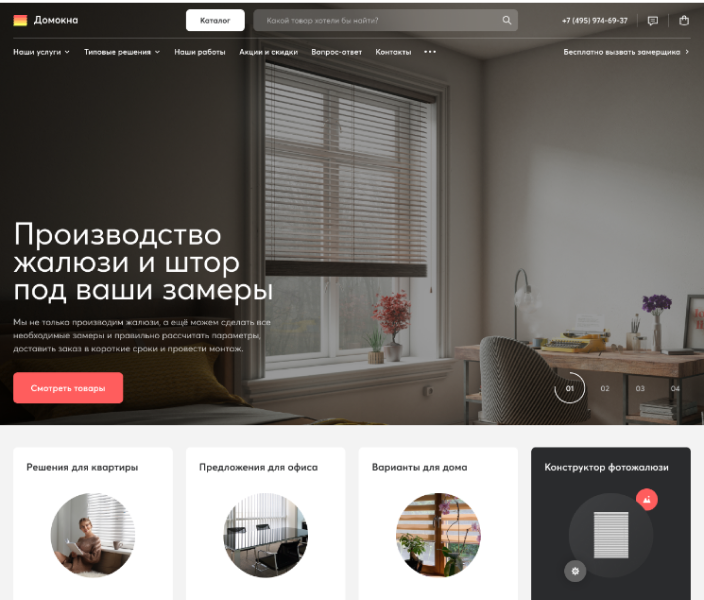 Домокна
Каталог
Какой товар хотели бы найти?
+7 (495) 974-69-37
Наши услуги
Типовые решения
Наши работы
Акции и скидки
Вопрос-ответ
Контакты
Бесплатно вызвать замерщика
Производство
жалюзи и штор
под ваши замеры
Мы не только производим жалюзи, а ещё можем сделать все
необходимые замеры и правильно рассчитать параметры,
доставить заказ в короткие сроки и провести монтаж.
Смотреть товары
01
02
03
04
Решения для квартиры
Предложения для офиса
Варианты для дома
Конструктор фотожалюзи